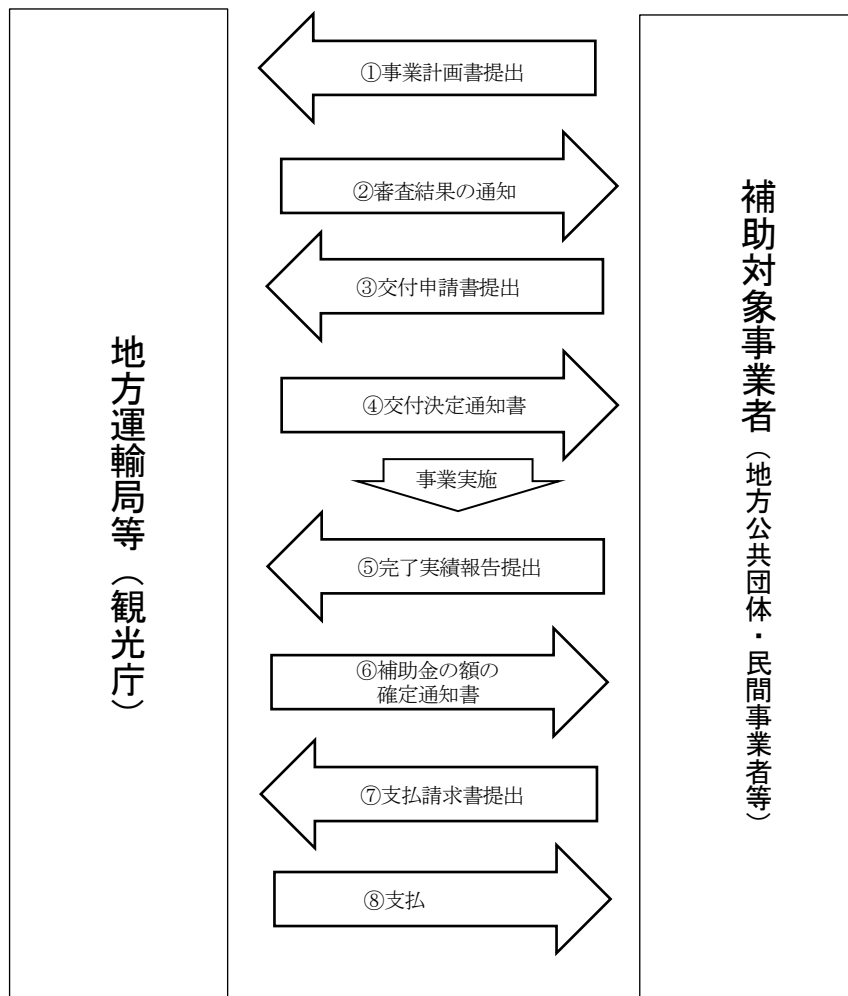 地方運輸局等（観光庁）
①事業計画書提出
②審査結果の通知
③交付申請書提出
④交付決定通知書
事業実施
⑤完了実績報告提出
⑥補助金の額の
確定通知書
⑦支払請求書提出
⑧支払
補助対象事業者（地方公共団体・民間事業者等）